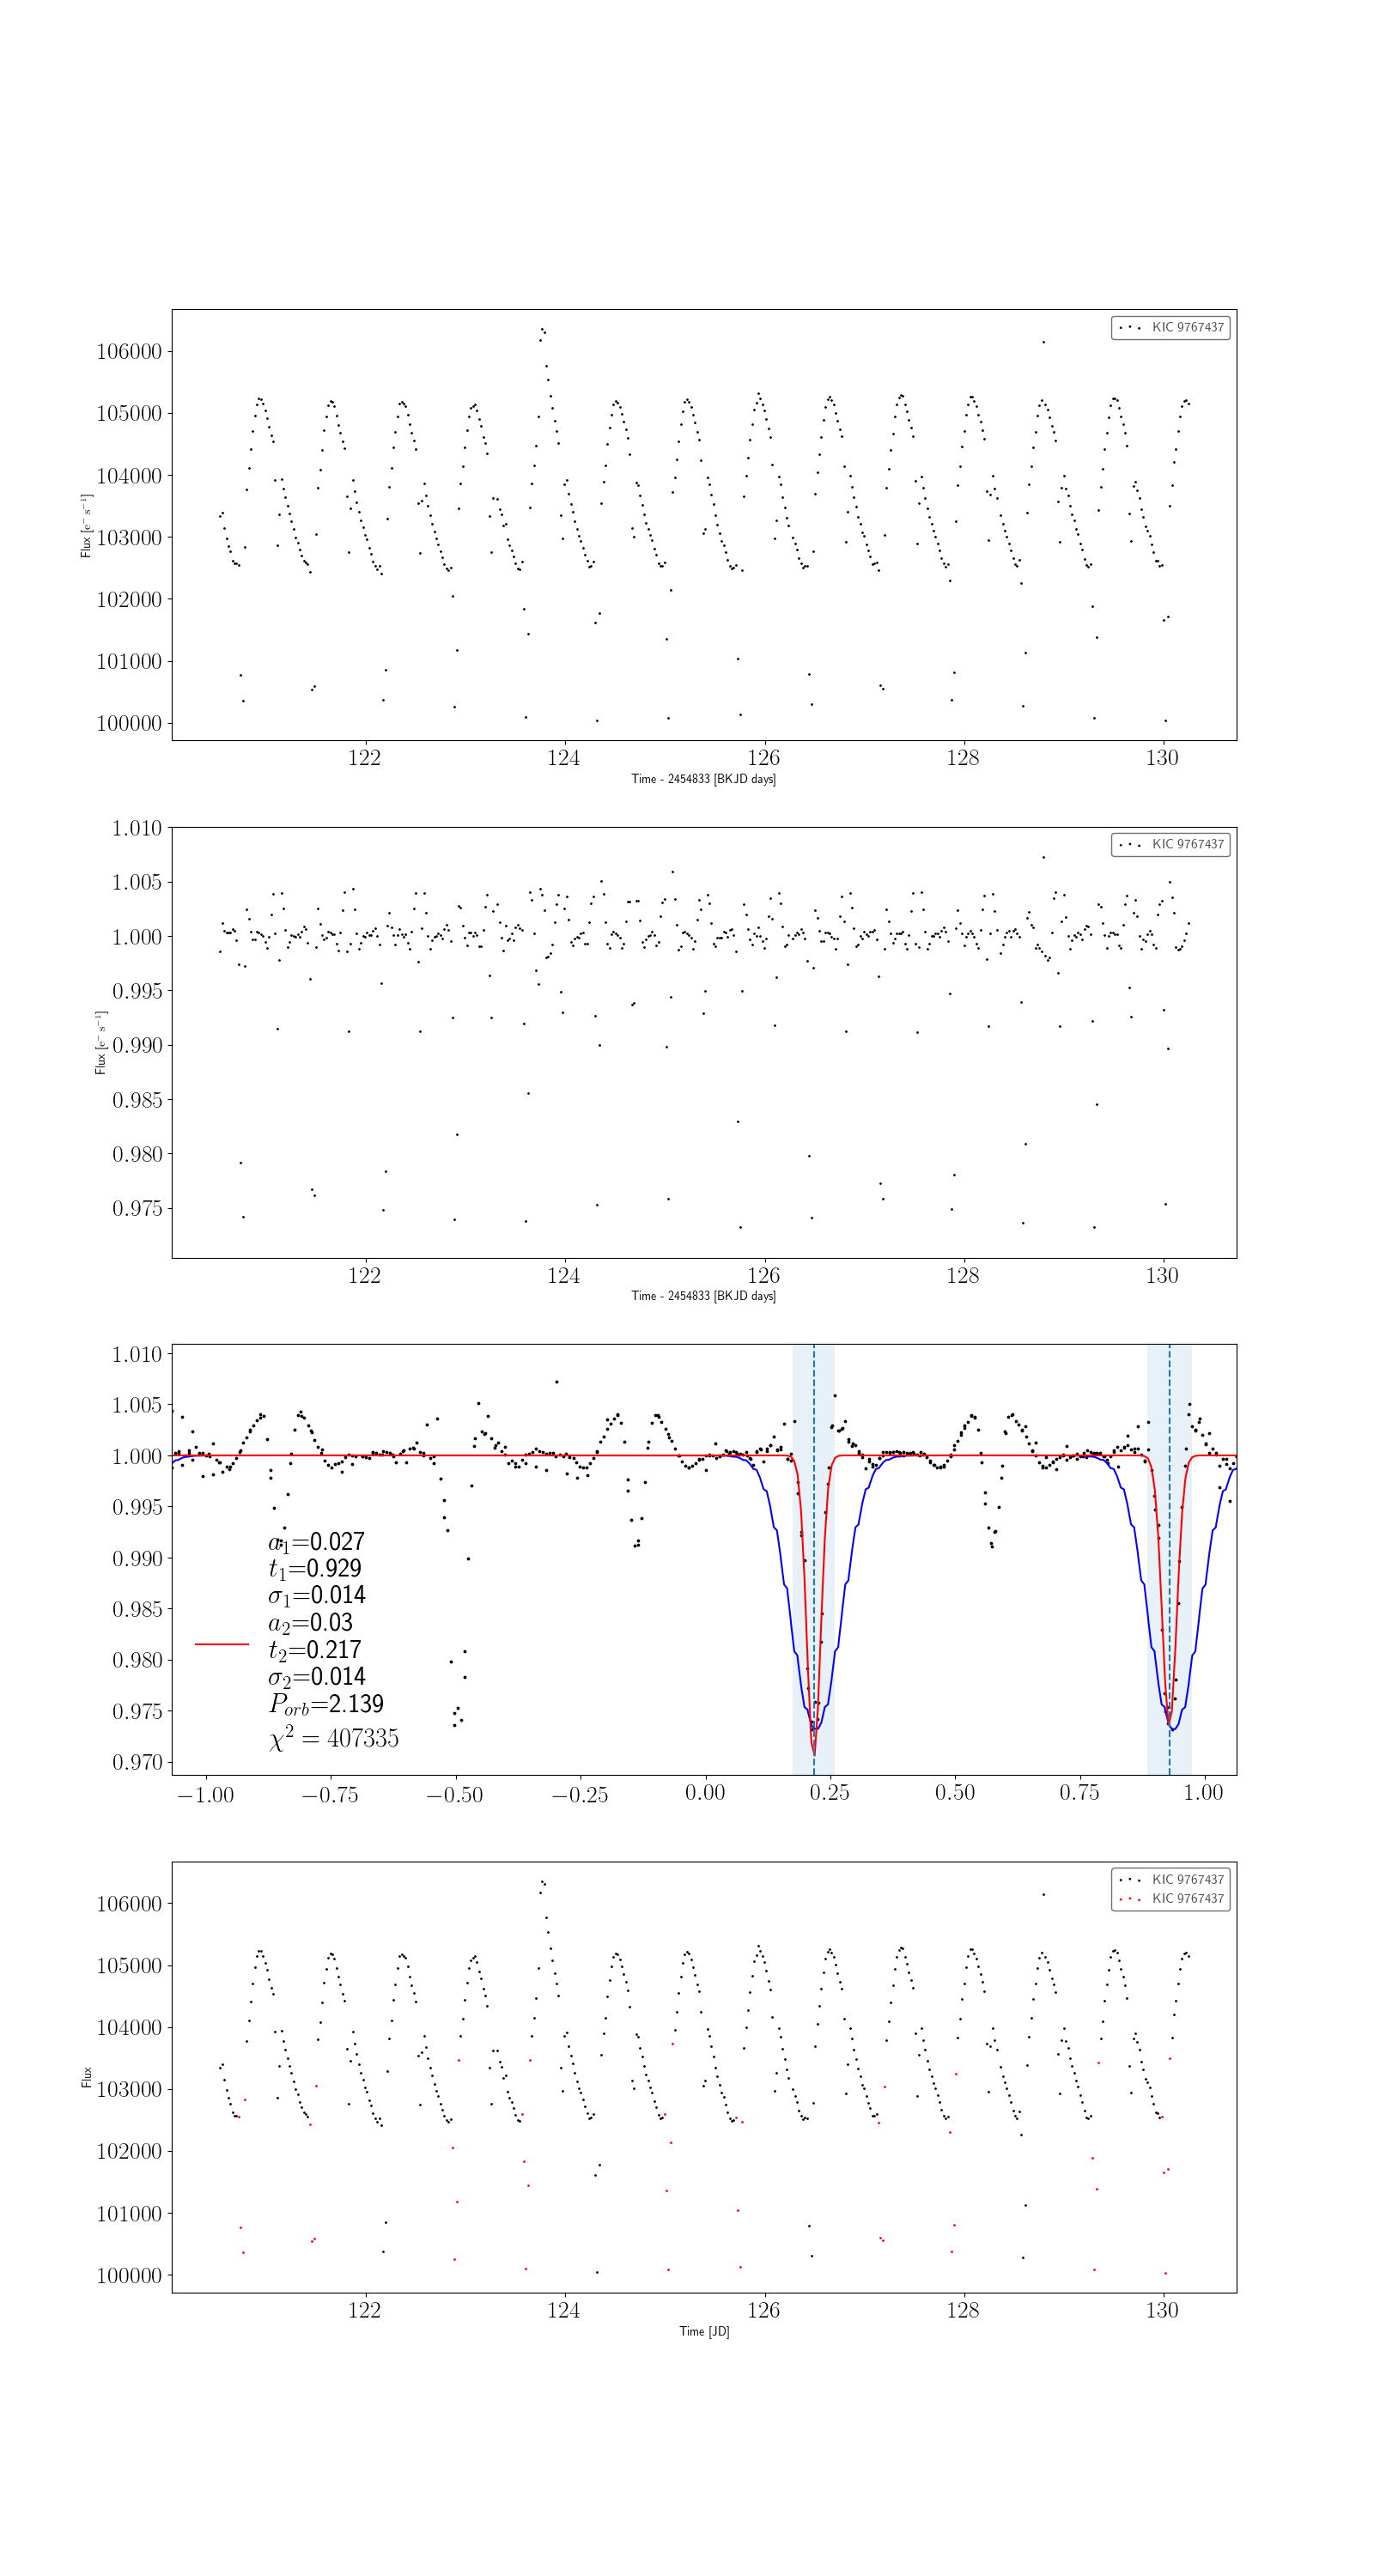 KIC 9767437
106000
105000
104000
103000
102000
101000
100000
Flux [e⁻ s⁻¹]
122 124 126 128 130
Time - 2454833 [BKJD days]
KIC 9767437
1.010
1.005
1.000
0.995
0.990
0.985
0.980
0.975
Flux [e⁻ s⁻¹]
122 124 126 128 130
Time - 2454833 [BKJD days]
1.010
1.005
1.000
0.995
0.990
0.985
0.980
0.975
0.970
a₁=0.027
t₁=0.929
σ₁=0.014
a₂=0.03
t₂=0.217
σ₂=0.014
P_orb=2.139
χ² = 407335
−1.00 −0.75 −0.50 −0.25 0.00 0.25 0.50 0.75 1.00
KIC 9767437
KIC 9767437
106000
105000
104000
103000
102000
101000
100000
Flux
122 124 126 128 130
Time [JD]